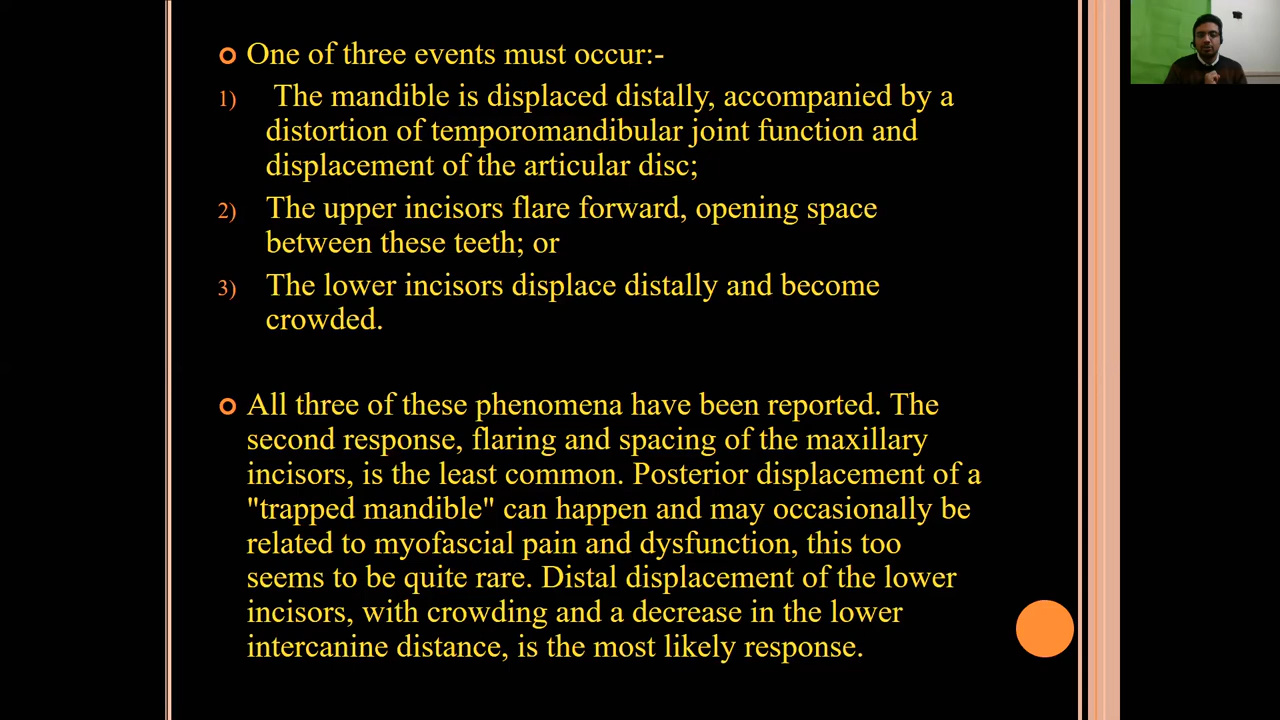 One of three events must occur:-
1) The mandible is displaced distally, accompanied by a
distortion of temporomandibular joint function and
displacement of the articular disc;
2) The upper incisors flare forward, opening space
between these teeth; or
3) The lower incisors displace distally and become
crowded.
All three of these phenomena have been reported. The
second response, flaring and spacing of the maxillary
incisors, is the least common. Posterior displacement of a
"trapped mandible" can happen and may occasionally be
related to myofascial pain and dysfunction, this too
seems to be quite rare. Distal displacement of the lower
incisors, with crowding and a decrease in the lower
intercanine distance, is the most likely response.